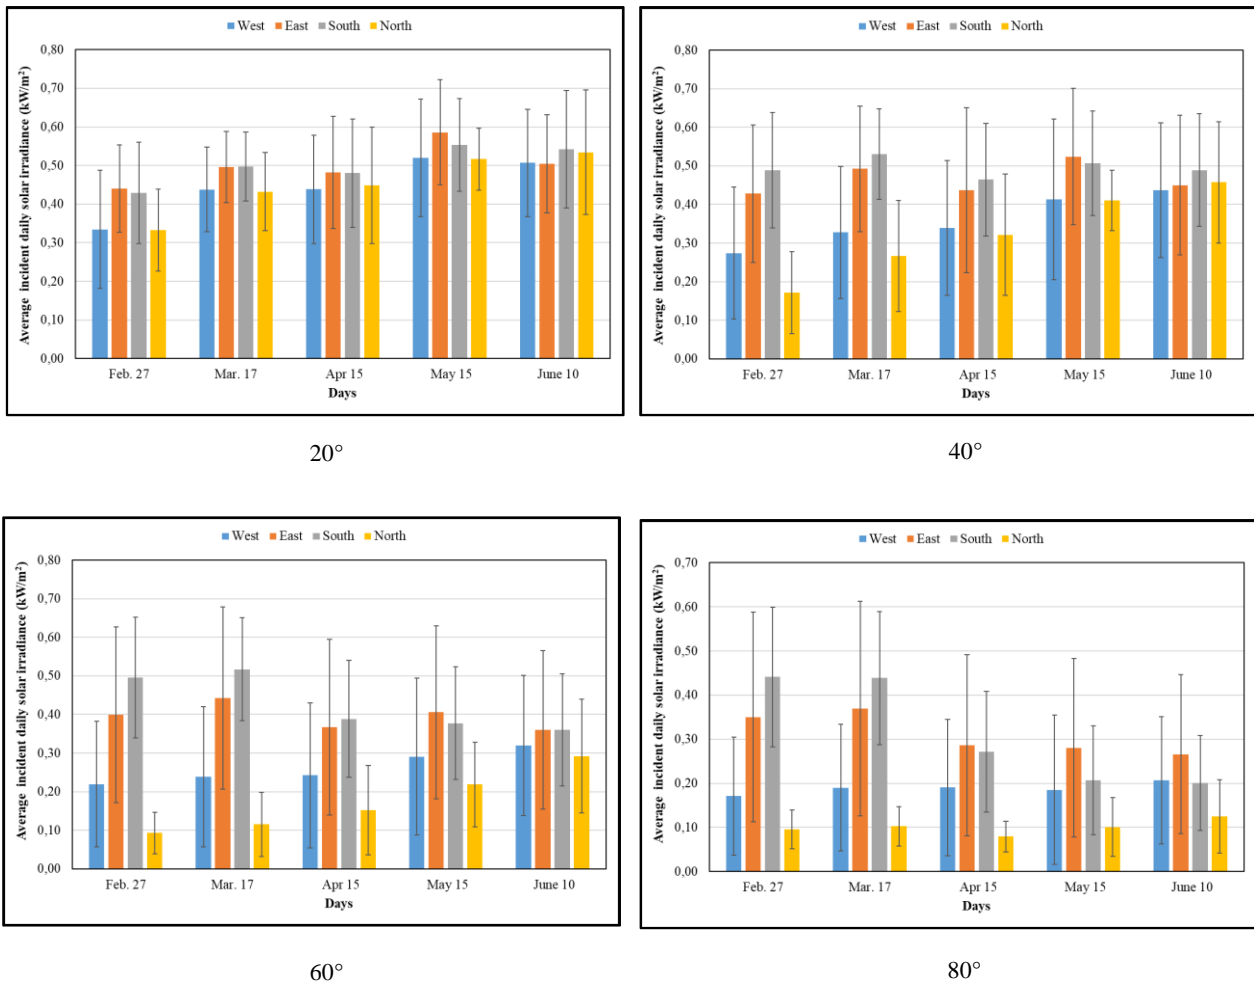 West East South North
Average incident daily solar irradiance (kW/m²)
0,80
0,70
0,60
0,50
0,40
0,30
0,20
0,10
0,00
Feb. 27 Mar. 17 Apr 15 May 15 June 10
Days
20°
West East South North
Average incident daily solar irradiance (kW/m²)
0,80
0,70
0,60
0,50
0,40
0,30
0,20
0,10
0,00
Feb. 27 Mar. 17 Apr 15 May 15 June 10
Days
40°
West East South North
Average incident daily solar irradiance (kW/m²)
0,80
0,70
0,60
0,50
0,40
0,30
0,20
0,10
0,00
Feb. 27 Mar. 17 Apr 15 May 15 June 10
Days
60°
West East South North
Average incident daily solar irradiance (kW/m²)
0,70
0,60
0,50
0,40
0,30
0,20
0,10
0,00
Feb. 27 Mar. 17 Apr 15 May 15 June 10
Days
80°